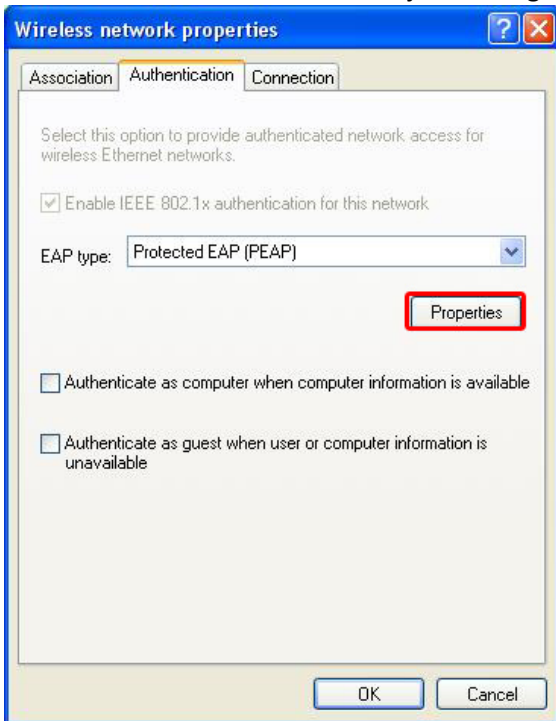 Wireless network properties
Association Authentication Connection
Select this option to provide authenticated network access for
wireless Ethernet networks.
Enable IEEE 802.1x authentication for this network
EAP type: Protected EAP (PEAP)
Properties
Authenticate as computer when computer information is available
Authenticate as guest when user or computer information is
unavailable
OK Cancel